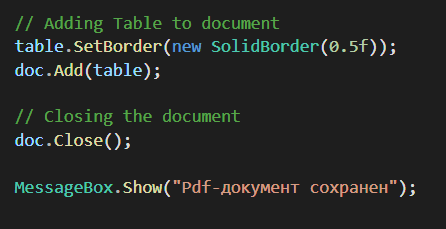 // Adding Table to document
table.SetBorder(new SolidBorder(0.5f));
doc.Add(table);
// Closing the document
doc.Close();
MessageBox.Show("Pdf-документ сохранен");